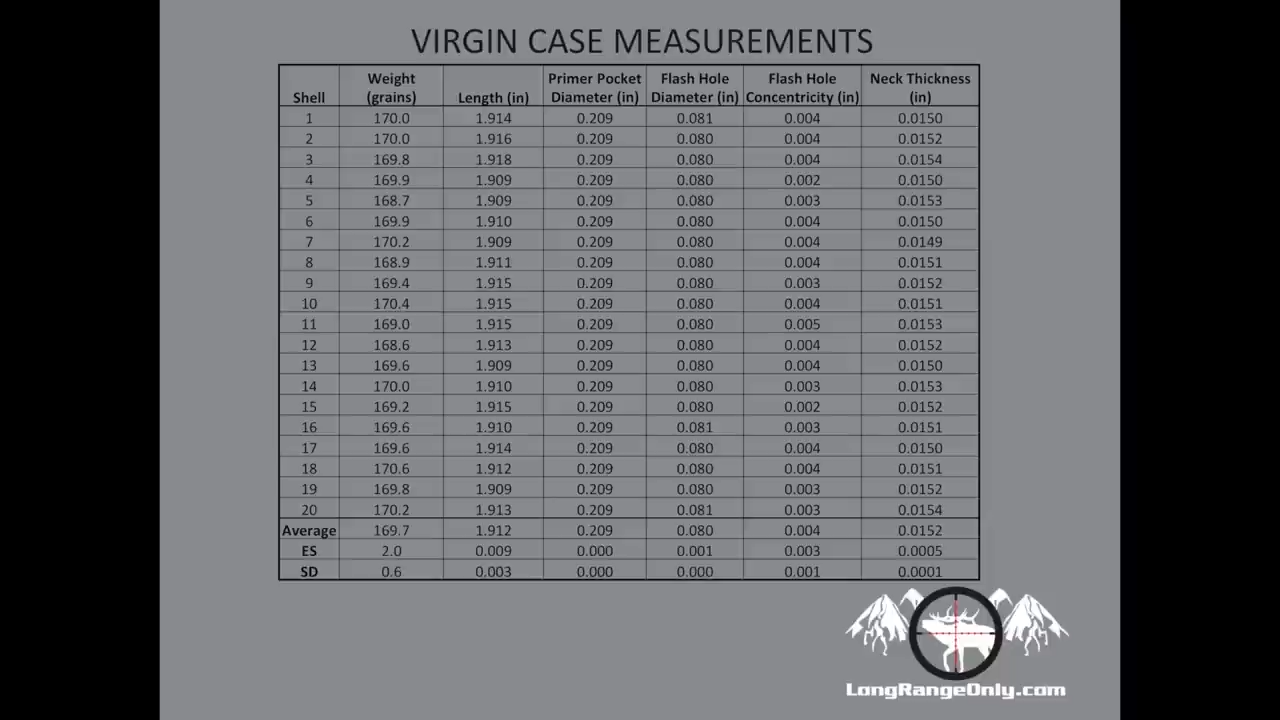 VIRGIN CASE MEASUREMENTS
Weight Primer Pocket Flash Hole Flash Hole Neck Thickness
Shell (grains) Length (in) Diameter (in) Diameter (in) Concentricity (in) (in)
1 170.0 1.914 0.209 0.081 0.004 0.0150
2 170.0 1.916 0.209 0.080 0.004 0.0152
3 169.8 1.918 0.209 0.080 0.004 0.0154
4 169.9 1.909 0.209 0.080 0.002 0.0150
5 168.7 1.909 0.209 0.080 0.003 0.0153
6 169.9 1.910 0.209 0.080 0.004 0.0150
7 170.2 1.909 0.209 0.080 0.004 0.0149
8 168.9 1.911 0.209 0.080 0.004 0.0151
9 169.4 1.915 0.209 0.080 0.003 0.0152
10 170.4 1.915 0.209 0.080 0.004 0.0151
11 169.0 1.915 0.209 0.080 0.005 0.0153
12 168.6 1.913 0.209 0.080 0.004 0.0152
13 169.6 1.909 0.209 0.080 0.004 0.0150
14 170.0 1.910 0.209 0.080 0.003 0.0153
15 169.2 1.915 0.209 0.080 0.002 0.0152
16 169.6 1.910 0.209 0.081 0.003 0.0151
17 169.6 1.914 0.209 0.080 0.004 0.0150
18 170.6 1.912 0.209 0.080 0.004 0.0151
19 169.8 1.909 0.209 0.080 0.003 0.0152
20 170.2 1.913 0.209 0.081 0.003 0.0154
Average 169.7 1.912 0.209 0.080 0.004 0.0152
ES 2.0 0.009 0.000 0.001 0.003 0.0005
SD 0.6 0.003 0.000 0.000 0.001 0.0001
LongRangeOnly.com